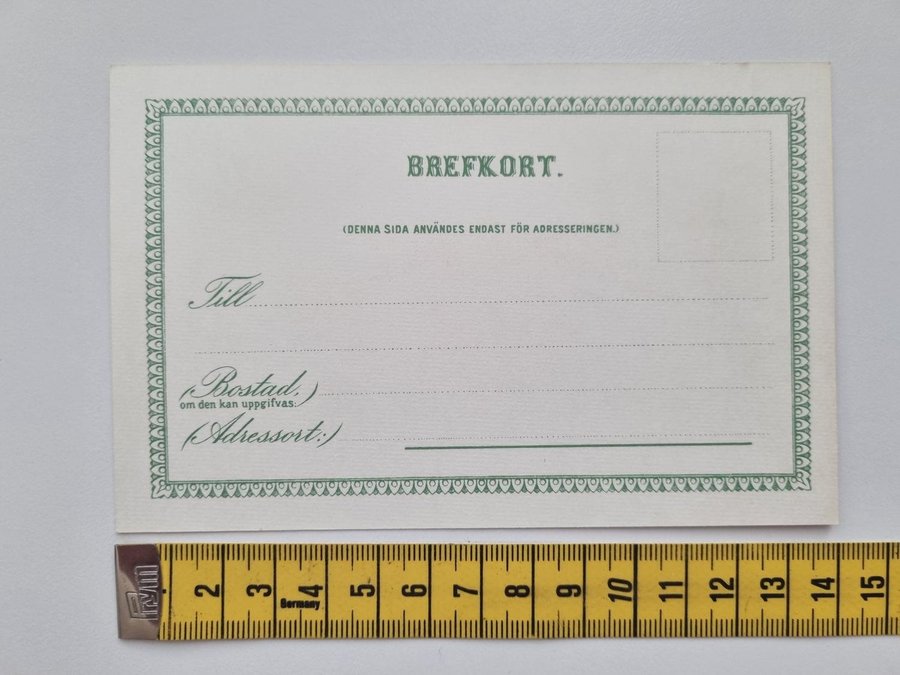 BREFKORT.
(DENNA SIDA ANVÄNDES ENDAST FÖR ADRESSERINGEN.)
Till
(Bostad,)
om den kan uppgifvas:
(Adressort:)
Prym
2 3 4 5 6 7 8 9 10 11 12 13 14 15
Germany